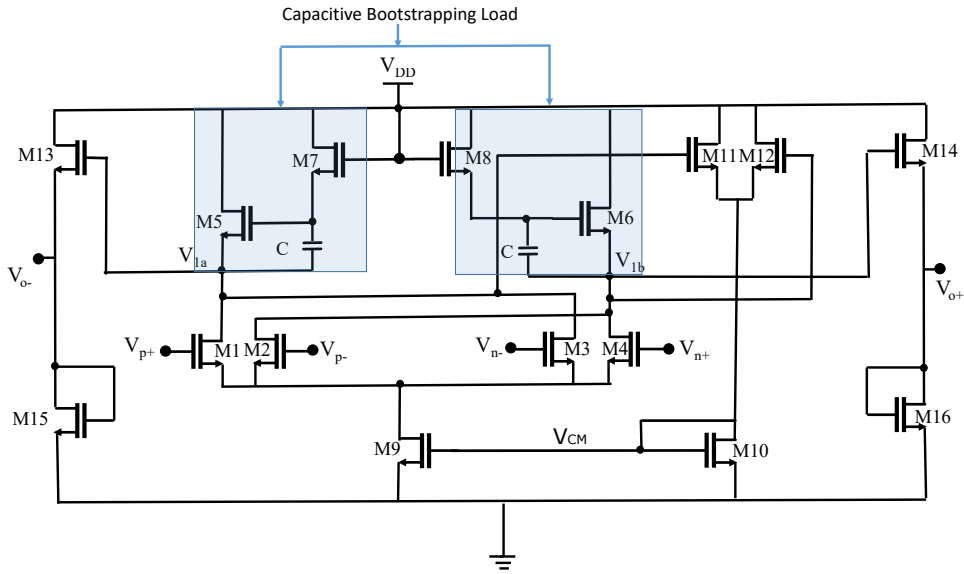 Capacitive Bootstrapping Load
VDD
M13
M7
M8
M11
M12
M14
M5
M6
C
C
V1a
V1b
Vo-
Vo+
Vp+
M1
M2
Vp-
Vn-
M3
M4
Vn+
M15
M16
VCM
M9
M10